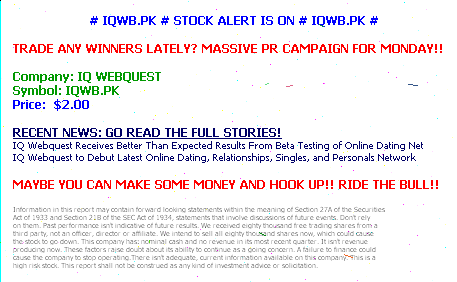 # IQWB.PK # STOCK ALERT IS ON # IQWB.PK #
TRADE ANY WINNERS LATELY? MASSIVE PR CAMPAIGN FOR MONDAY!!
Company: IQ WEBQUEST
Symbol: IQWB.PK
Price: $2.00
RECENT NEWS: GO READ THE FULL STORIES!
IQ Webquest Receives Better Than Expected Results From Beta Testing of Online Dating Net
IQ Webquest to Debut Latest Online Dating, Relationships, Singles, and Personals Network
MAYBE YOU CAN MAKE SOME MONEY AND HOOK UP!! RIDE THE BULL!!
Information in this report may contain forward looking statements within the meaning of Section 27A of the Securities
Act of 1933 and Section 21B of the SEC Act of 1934, statements that involve discussions of future events. Don't rely
on them. Past performance isn't indicative of future results. We received eighty thousand free trading shares from a
third party, not an officer, director or affiliate. We intend to sell all eighty thousand shares now, which could cause
the stock to go down. This company has: nominal cash and no revenue in its most recent quarter. It isn't revenue
producing now. These factors raise doubt about its ability to continue as a going concern. A failure to finance could
cause the company to stop operating. There isn't adequate, current information available on this company. This is a
high risk stock. This report shall not be construed as any kind of investment advice or solicitation.